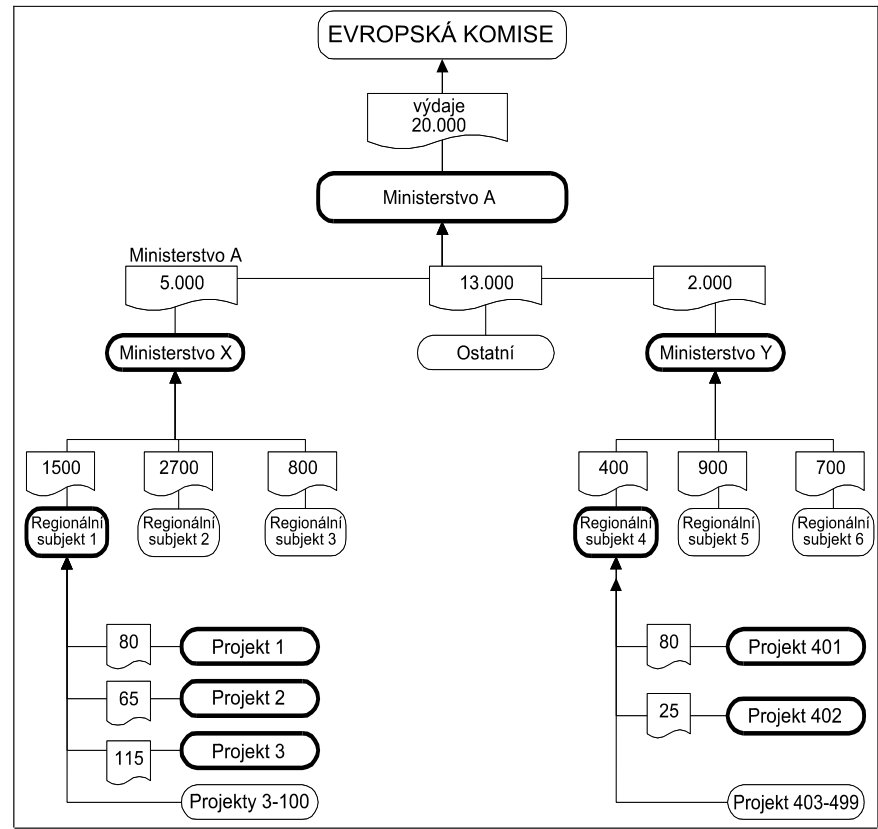 EVROPSKÁ KOMISE
výdaje
20.000
Ministerstvo A
Ministerstvo A
5.000
13.000
2.000
Ministerstvo X
Ostatní
Ministerstvo Y
1500
2700
800
400
900
700
Regionální
subjekt 1
Regionální
subjekt 2
Regionální
subjekt 3
Regionální
subjekt 4
Regionální
subjekt 5
Regionální
subjekt 6
80
Projekt 1
65
Projekt 2
115
Projekt 3
Projekty 3-100
80
Projekt 401
25
Projekt 402
Projekt 403-499